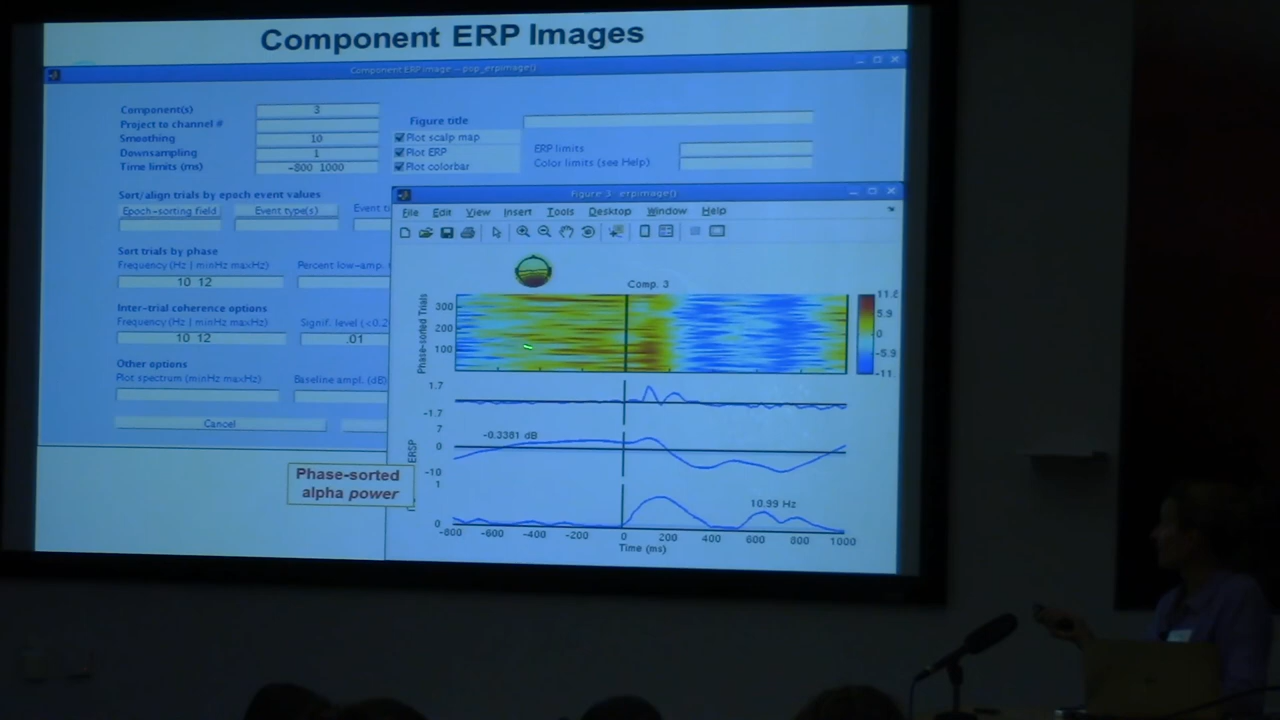 Component ERP Images
Component ERP image -- pop_erpimage()
Component(s) 3
Project to channel #
Smoothing 10
Downsampling 1
Time limits (ms) -800 1000
Figure title
Plot scalp map
Plot ERP
Plot colorbar
ERP limits
Color limits (see Help)
Sort/align trials by epoch event values
Epoch-sorting field Event type(s) Event ti
Sort trials by phase
Frequency (Hz | minHz maxHz) Percent low-amp.
10 12
Inter-trial coherence options
Frequency (Hz | minHz maxHz) Signif. level (<0.2
10 12 .01
Other options
Plot spectrum (minHz maxHz) Baseline ampl. (dB)
Cancel
Figure 3: erpimage()
File Edit View Insert Tools Desktop Window Help
Comp. 3
Phase-sorted Trials
300
200
100
11.8
5.9
0
-5.9
-11.
1.7
-1.7
7
0
-10
ERSP
-0.3381 dB
1
0
10.99 Hz
-800 -600 -400 -200 0 200 400 600 800 1000
Time (ms)
Phase-sorted
alpha power